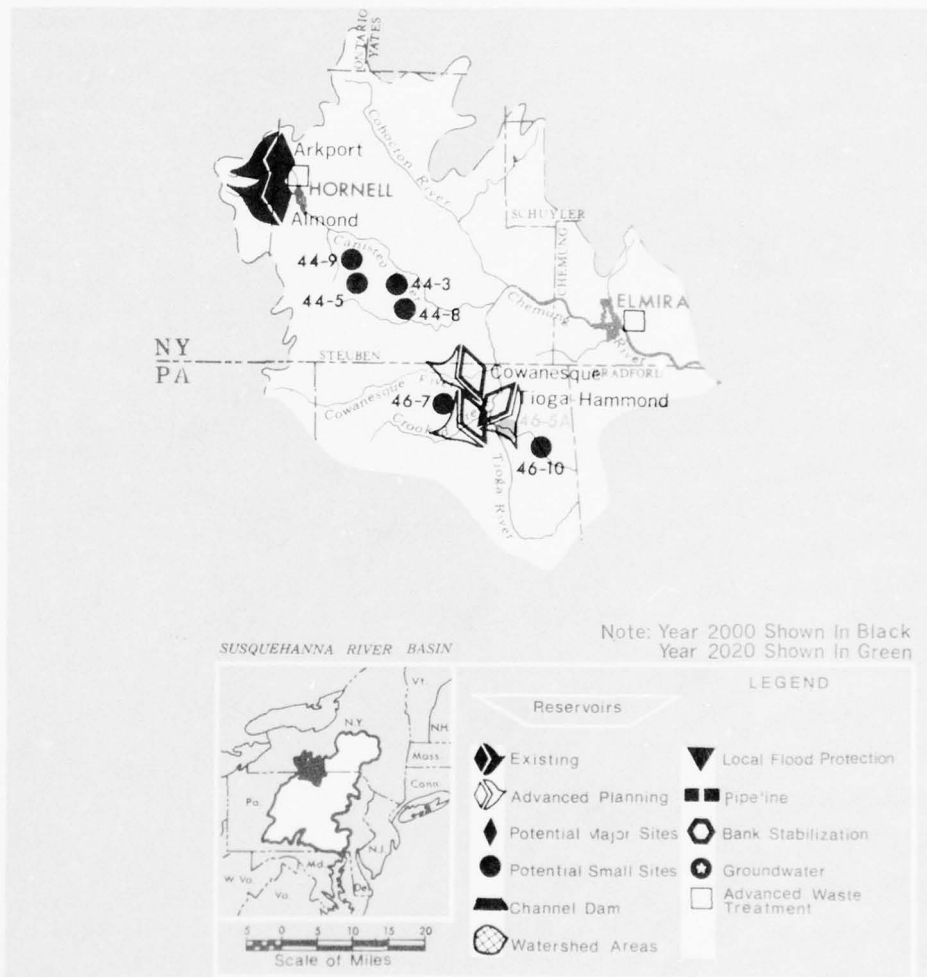 ONTARIO
YATES
Cohocton River
Arkport
HORNELL
Almond
SCHUYLER
CHEMUNG
44-9
Canisteo
44-3
44-5
44-8
Chemung
River
ELMIRA
NY
PA
STEUBEN
BRADFORD
Cowanesque
Cowanesque
Tioga-Hammond
46-7
46-5A
46-10
Tioga River
Note: Year 2000 Shown In Black
Year 2020 Shown In Green
SUSQUEHANNA RIVER BASIN
Vt.
N.Y.
N.H.
Mass.
Conn.
Pa.
N.J.
Md.
W. Va.
Va.
De.
5 0 5 10 15 20
Scale of Miles
LEGEND
Reservoirs
Existing
Advanced Planning
Potential Major Sites
Potential Small Sites
Channel Dam
Watershed Areas
Local Flood Protection
Pipe'ine
Bank Stabilization
Groundwater
Advanced Waste
Treatment